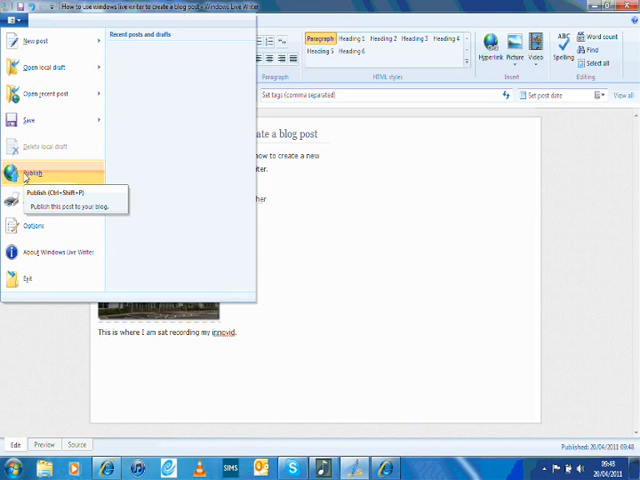 How to use windows live writer to create a blog post - Windows Live Writer
New post
Open local draft
Open recent post
Save
Delete local draft
Publish
Publish (Ctrl+Shift+P)
Publish this post to your blog.
Options
About Windows Live Writer
Exit
Recent posts and drafts
Paragraph
Paragraph
Heading 1
Heading 2
Heading 3
Heading 4
Heading 5
Heading 6
HTML styles
Hyperlink
Picture
Video
Insert
ABC
Spelling
Word count
Find
Select all
Editing
Set tags (comma separated)
Set post date
View all
ate a blog post
how to create a new
ter.
her
This is where I am sat recording my innovid.
Edit
Preview
Source
Published: 20/04/2011 09:48
SIMS
09:48
20/04/2011